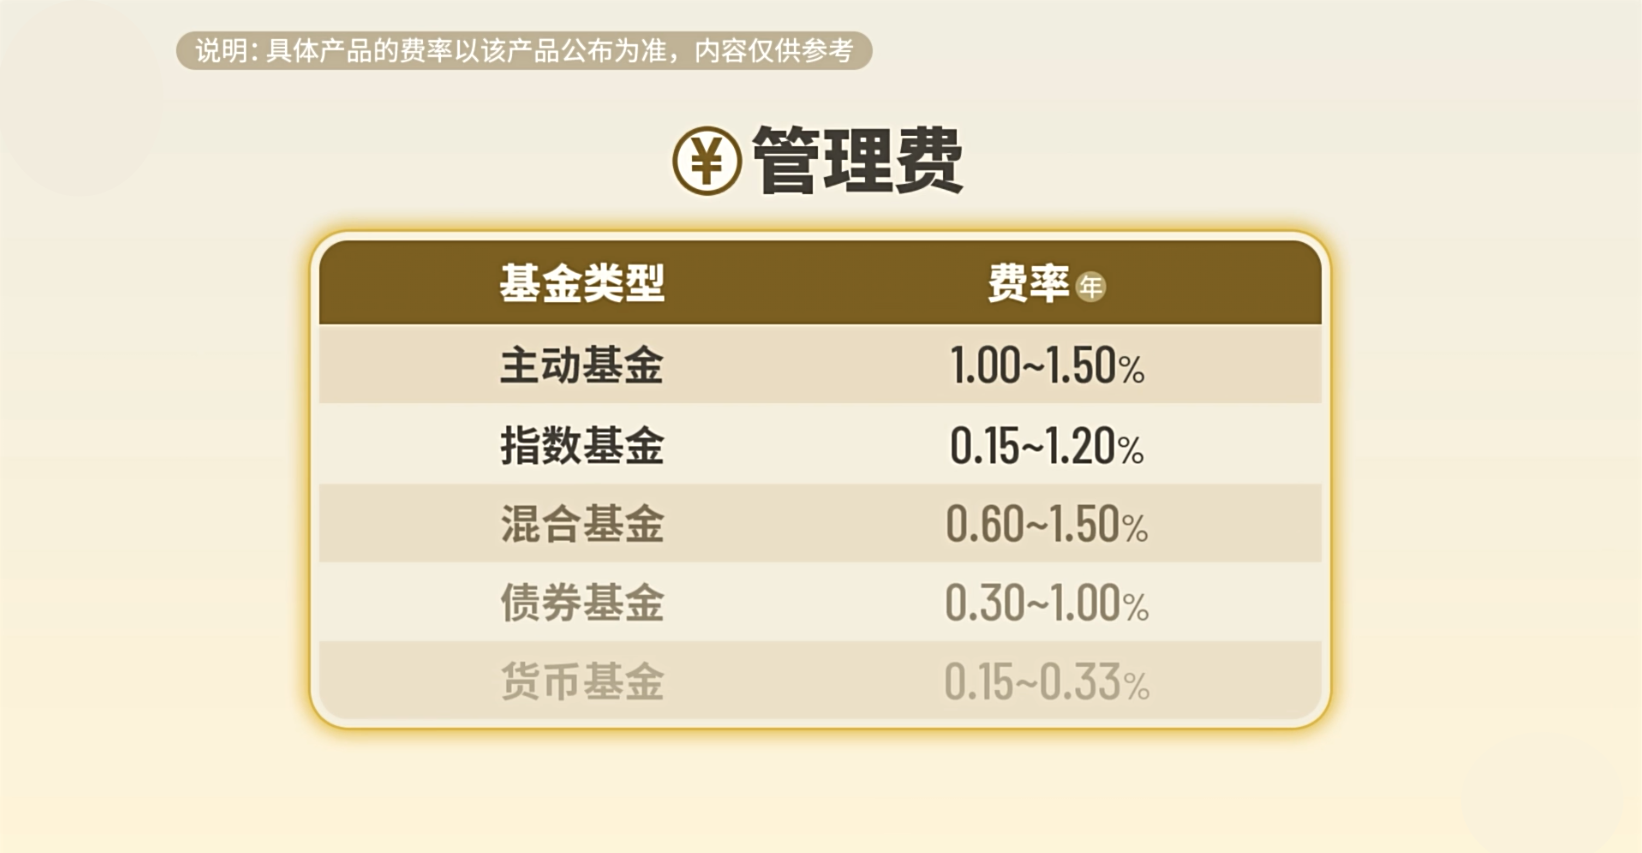 说明：具体产品的费率以该产品公布为准，内容仅供参考
¥管理费
基金类型 费率年
主动基金 1.00~1.50%
指数基金 0.15~1.20%
混合基金 0.60~1.50%
债券基金 0.30~1.00%
货币基金 0.15~0.33%